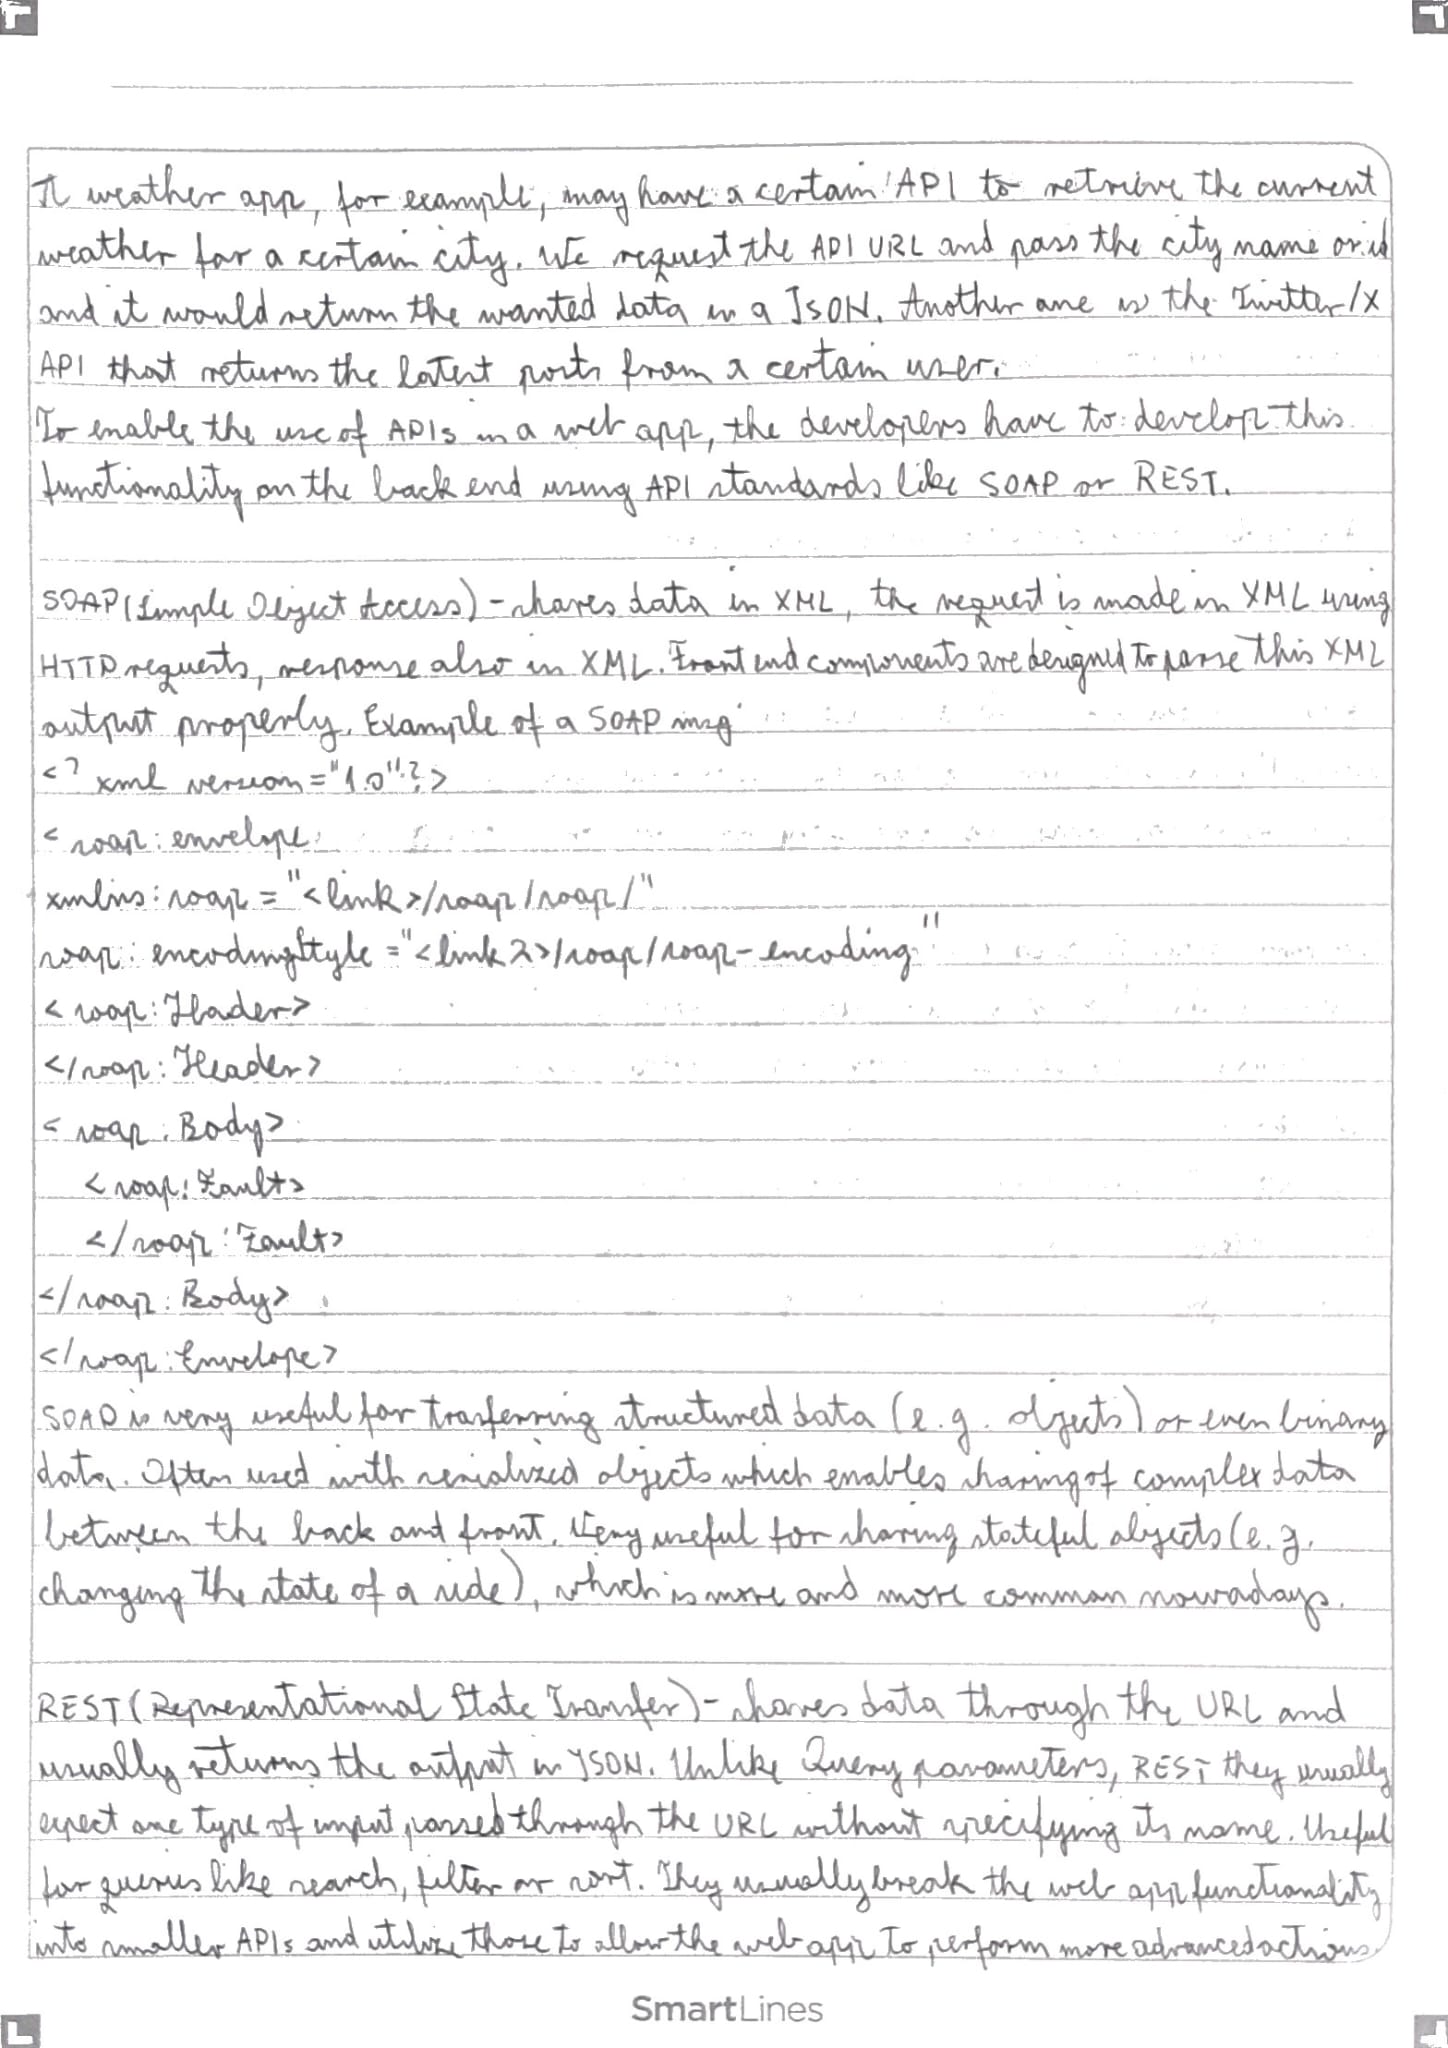 A weather app, for example, may have a certain API to retrieve the current
weather for a certain city. We request the API URL and pass the city name or id
and it would return the wanted data in a JSON. Another one is the Twitter/X
API that returns the latest posts from a certain user.
To enable the use of APIs in a web app, the developers have to develop this
functionality on the back end using API standards like SOAP or REST.
SOAP (Simple Object Access) - shares data in XML, the request is made in XML using
HTTP requests, response also in XML. Front end components are designed to parse this XML
output properly. Example of a SOAP msg
<? xml version="1.0"?>
<soap:envelope
xmlns:soap = "<link>/soap/soap/"
soap:encodingStyle ="<link2>/soap/soap-encoding"
<soap:Header>
</soap:Header>
<soap:Body>
<soap:Fault>
</soap:Fault>
</soap:Body>
</soap:Envelope>
SOAP is very useful for trasferring structured data (e.g. objects) or even binary
data. Often used with serialized objects which enables sharing of complex data
between the back and front. Very useful for sharing stateful objects (e.g.
changing the state of a ride), which is more and more common nowadays.
REST (Representational State Transfer) - shares data through the URL and
usually returns the output in JSON. Unlike Query parameters, REST they usually
expect one type of input passed through the URL without specifying its name. Useful
for queries like search, filter or sort. They usually break the web app functionality
into smaller APIs and utilize those to allow the web app to perform more advanced actions.
SmartLines